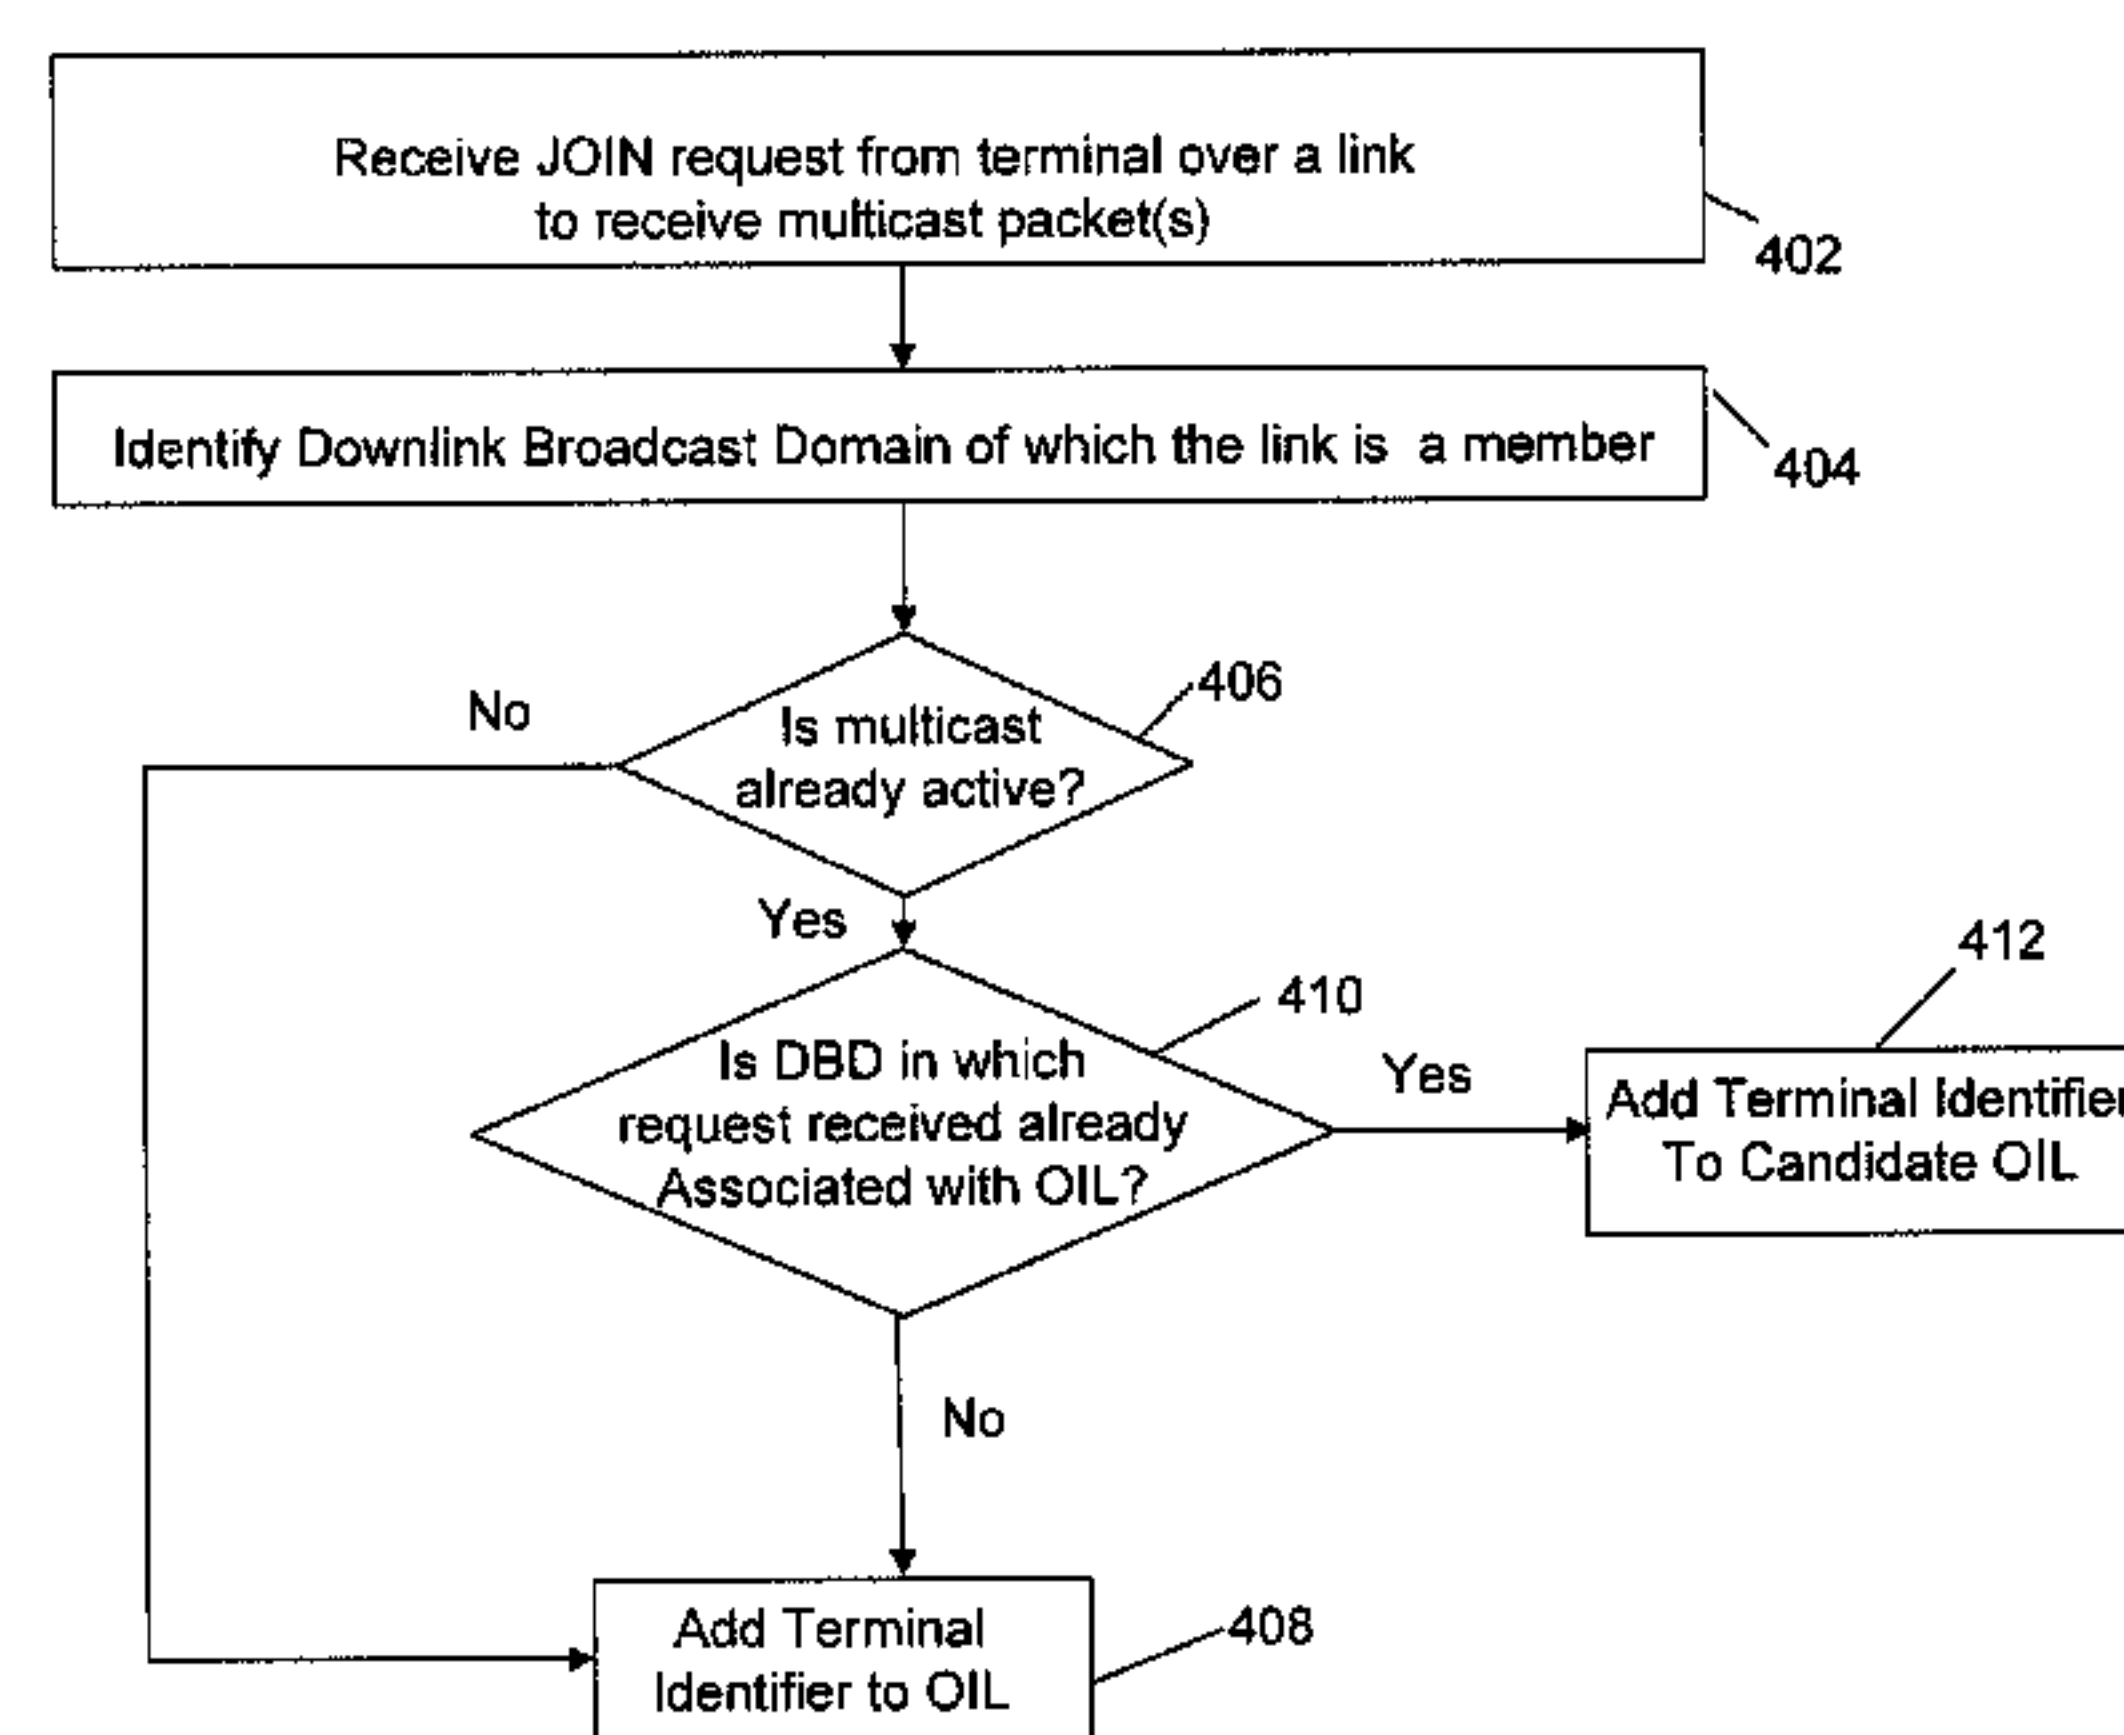 Receive JOIN request from terminal over a link
to receive multicast packet(s)
402
Identify Downlink Broadcast Domain of which the link is a member
404
No
406
Is multicast
already active?
Yes
412
410
Is DBD in which
request received already
Associated with OIL?
Yes
Add Terminal Identifier
To Candidate OIL
No
Add Terminal
Identifier to OIL
408